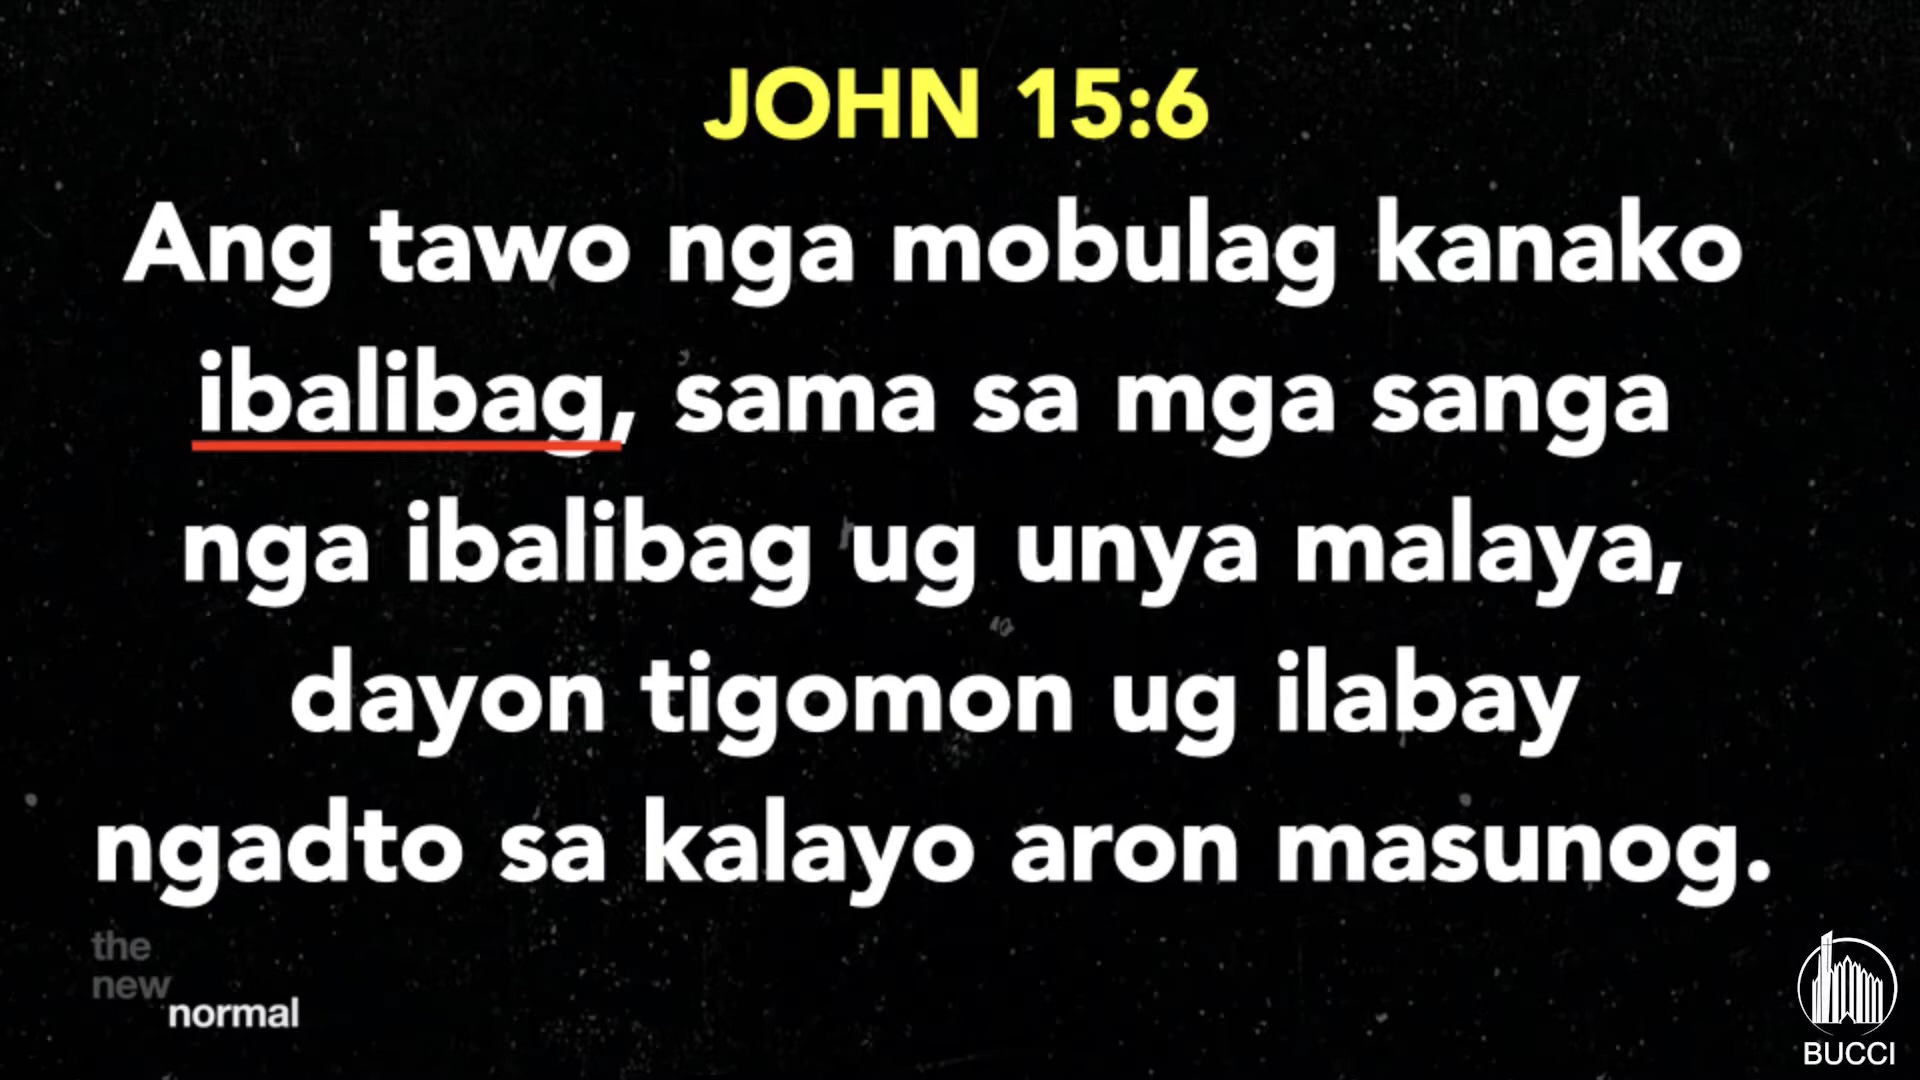 JOHN 15:6
Ang tawo nga mobulag kanako
ibalibag, sama sa mga sanga
nga ibalibag ug unya malaya,
dayon tigomon ug ilabay
ngadto sa kalayo aron masunog.
the
new
normal
BUCCI